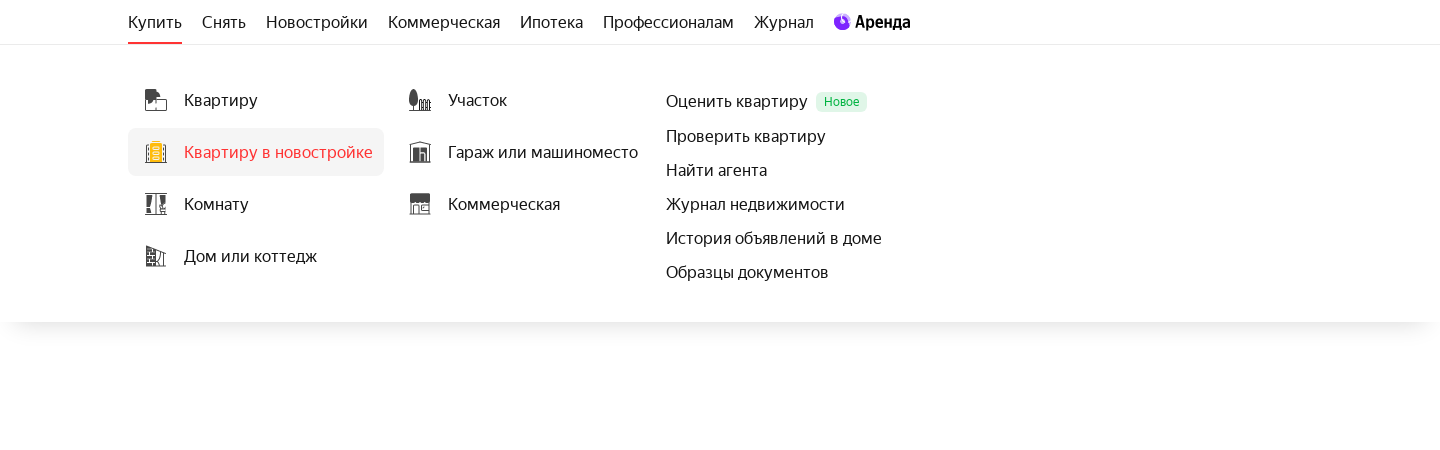 Купить Снять Новостройки Коммерческая Ипотека Профессионалам Журнал Аренда
Квартиру
Квартиру в новостройке
Комнату
Дом или коттедж
Участок
Гараж или машиноместо
Коммерческая
Оценить квартиру Новое
Проверить квартиру
Найти агента
Журнал недвижимости
История объявлений в доме
Образцы документов